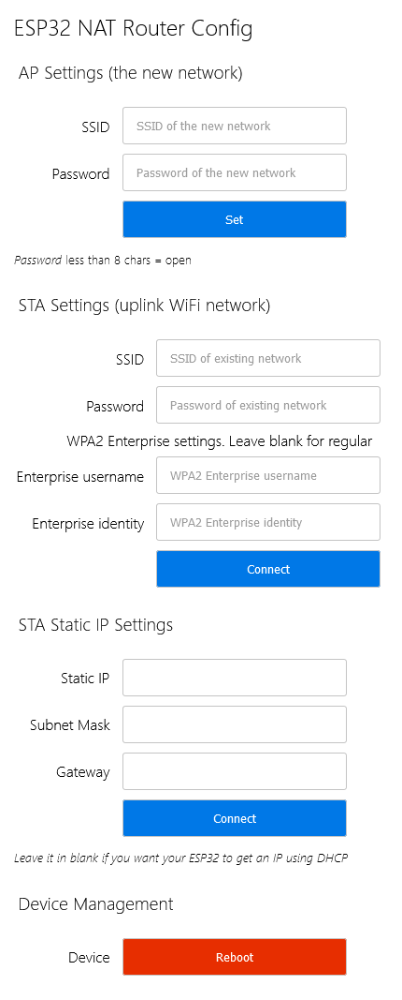 ESP32 NAT Router Config
AP Settings (the new network)
SSID SSID of the new network
Password Password of the new network
Set
Password less than 8 chars = open
STA Settings (uplink WiFi network)
SSID SSID of existing network
Password Password of existing network
WPA2 Enterprise settings. Leave blank for regular
Enterprise username WPA2 Enterprise username
Enterprise identity WPA2 Enterprise identity
Connect
STA Static IP Settings
Static IP
Subnet Mask
Gateway
Connect
Leave it in blank if you want your ESP32 to get an IP using DHCP
Device Management
Device Reboot